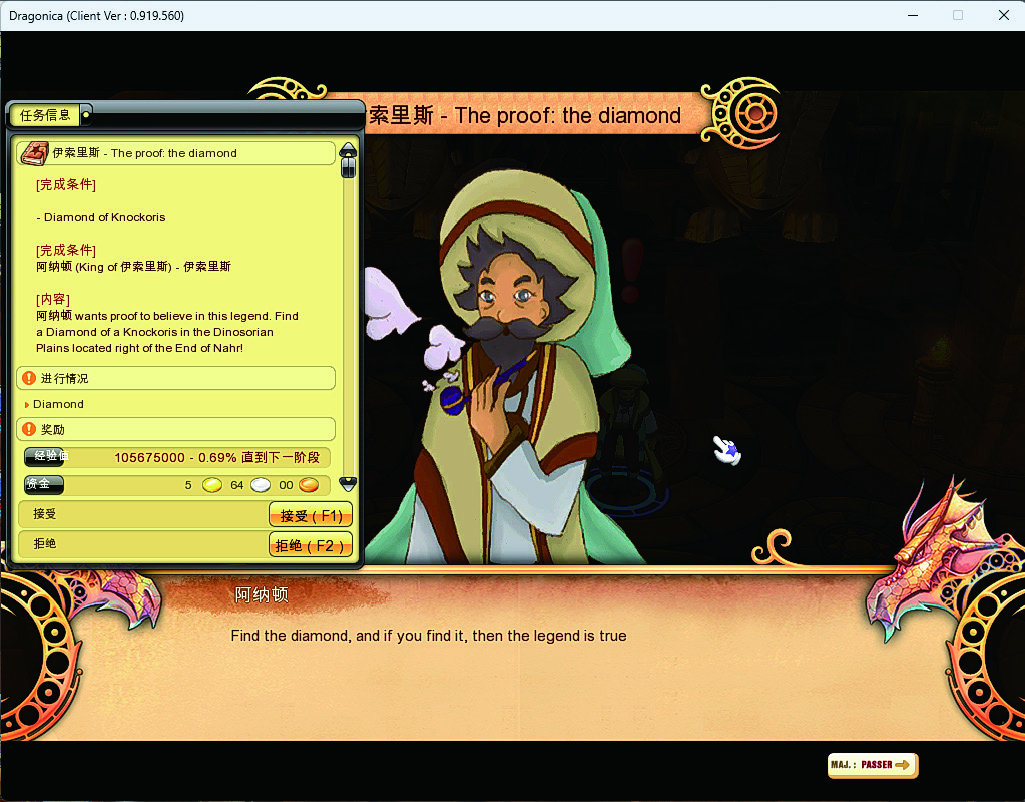 Dragonica (Client Ver : 0.919.560)
索里斯 - The proof: the diamond
任务信息
伊索里斯 - The proof: the diamond
[完成条件]
- Diamond of Knockoris
[完成条件]
阿纳顿 (King of 伊索里斯) - 伊索里斯
[内容]
阿纳顿 wants proof to believe in this legend. Find
a Diamond of a Knockoris in the Dinosorian
Plains located right of the End of Nahr!
进行情况
Diamond
奖励
经验值 105675000 - 0.69% 直到下一阶段
资金 5 64 00
接受 接受 ( F1)
拒绝 拒绝 ( F2 )
阿纳顿
Find the diamond, and if you find it, then the legend is true
MAJ. : PASSER